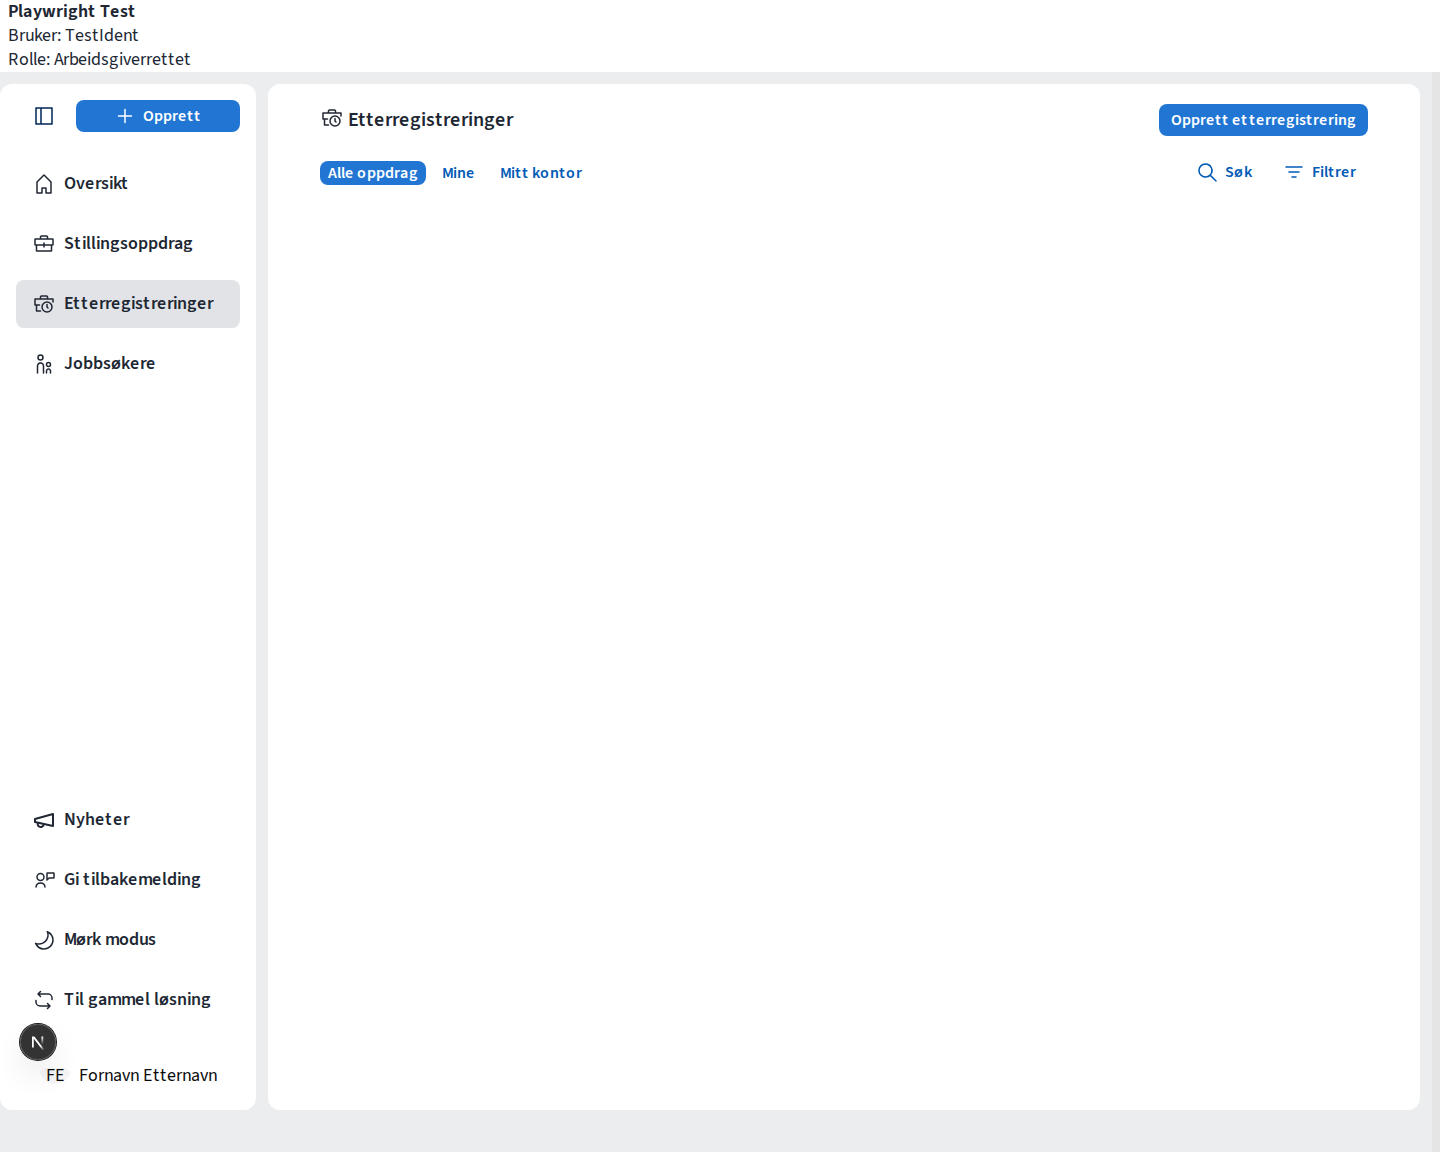 Playwright Test
Bruker: TestIdent
Rolle: Arbeidsgiverrettet
Opprett
Oversikt
Stillingsoppdrag
Etterregistreringer
Jobbsøkere
Nyheter
Gi tilbakemelding
Mørk modus
Til gammel løsning
N
FE Fornavn Etternavn
Etterregistreringer
Opprett etterregistrering
Alle oppdrag Mine Mitt kontor
Søk Filtrer